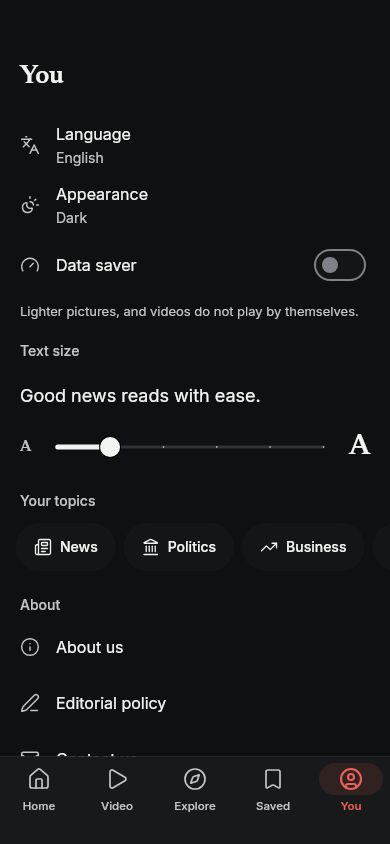 You
Language
English
Appearance
Dark
Data saver
Lighter pictures, and videos do not play by themselves.
Text size
Good news reads with ease.
A A
Your topics
News Politics Business
About
About us
Editorial policy
Home Video Explore Saved You